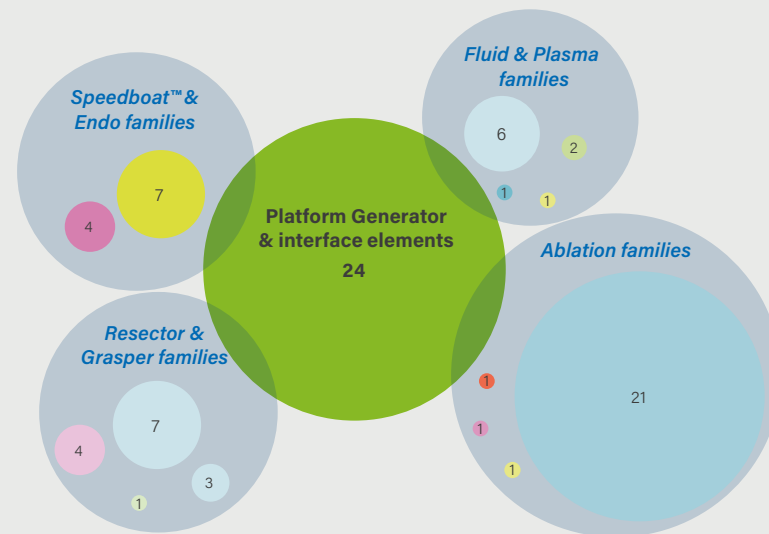 Speedboat™ &
Endo families
7
4
Fluid & Plasma
families
6
2
1
1
Platform Generator
& interface elements
24
Ablation families
21
1
1
1
Resector &
Grasper families
7
4
3
1